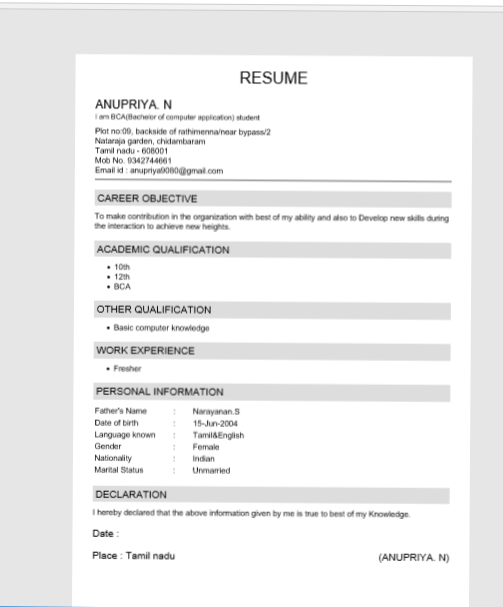 RESUME
ANUPRIYA. N
I am BCA(Bachelor of computer application) student
Plot no:09, backside of rathimenna/near bypass/2
Nataraja garden, chidambaram
Tamil nadu - 608001
Mob No. 9342744661
Email id : anupriya9080@gmail.com
CAREER OBJECTIVE
To make contribution in the organization with best of my ability and also to Develop new skills during
the interaction to achieve new heights.
ACADEMIC QUALIFICATION
• 10th
• 12th
• BCA
OTHER QUALIFICATION
• Basic computer knowledge
WORK EXPERIENCE
• Fresher
PERSONAL INFORMATION
Father's Name : Narayanan.S
Date of birth : 15-Jun-2004
Language known : Tamil&English
Gender : Female
Nationality : Indian
Marital Status : Unmarried
DECLARATION
I hereby declared that the above information given by me is true to best of my Knowledge.
Date :
Place : Tamil nadu (ANUPRIYA. N)